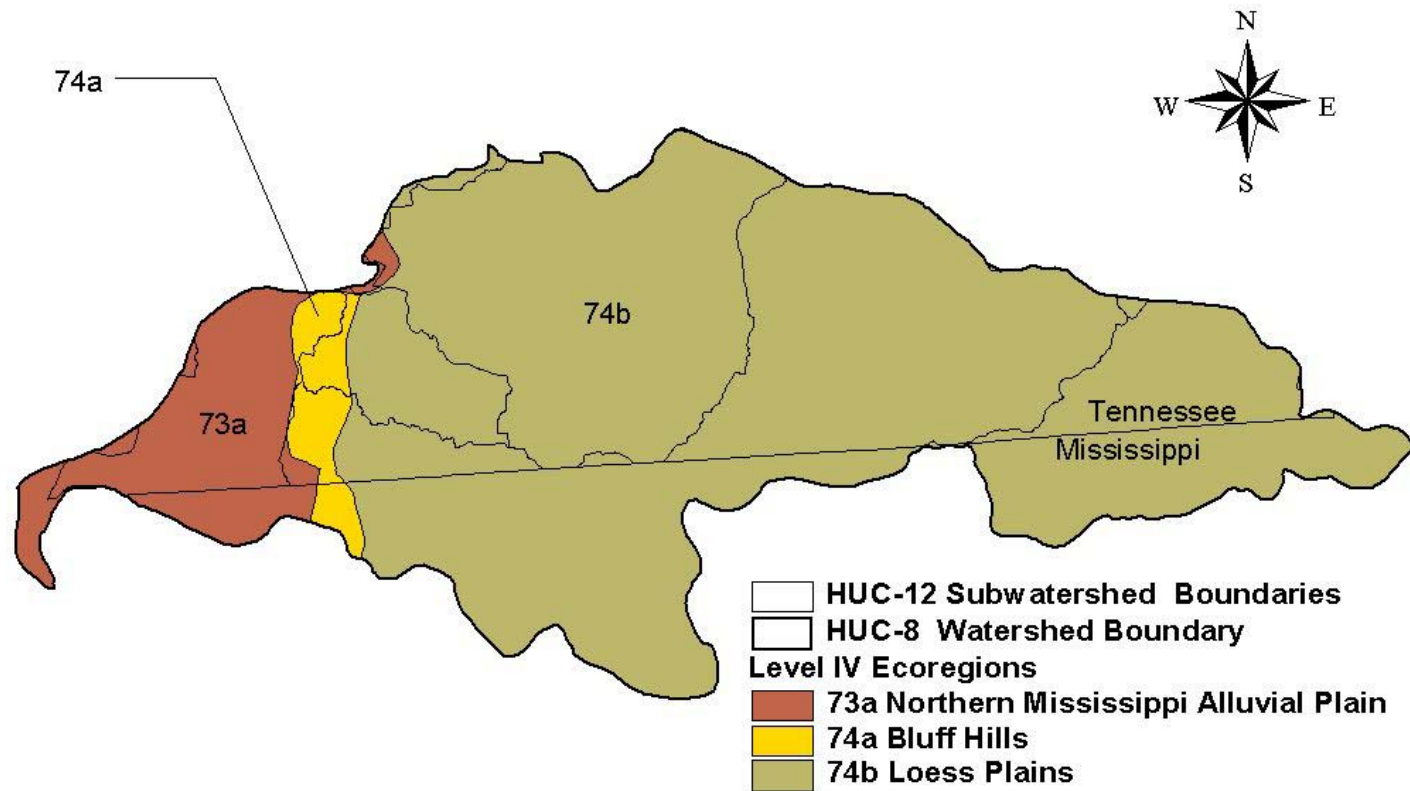 N
74a
W E
S
74b
73a
Tennessee
Mississippi
HUC-12 Subwatershed Boundaries
HUC-8 Watershed Boundary
Level IV Ecoregions
73a Northern Mississippi Alluvial Plain
74a Bluff Hills
74b Loess Plains